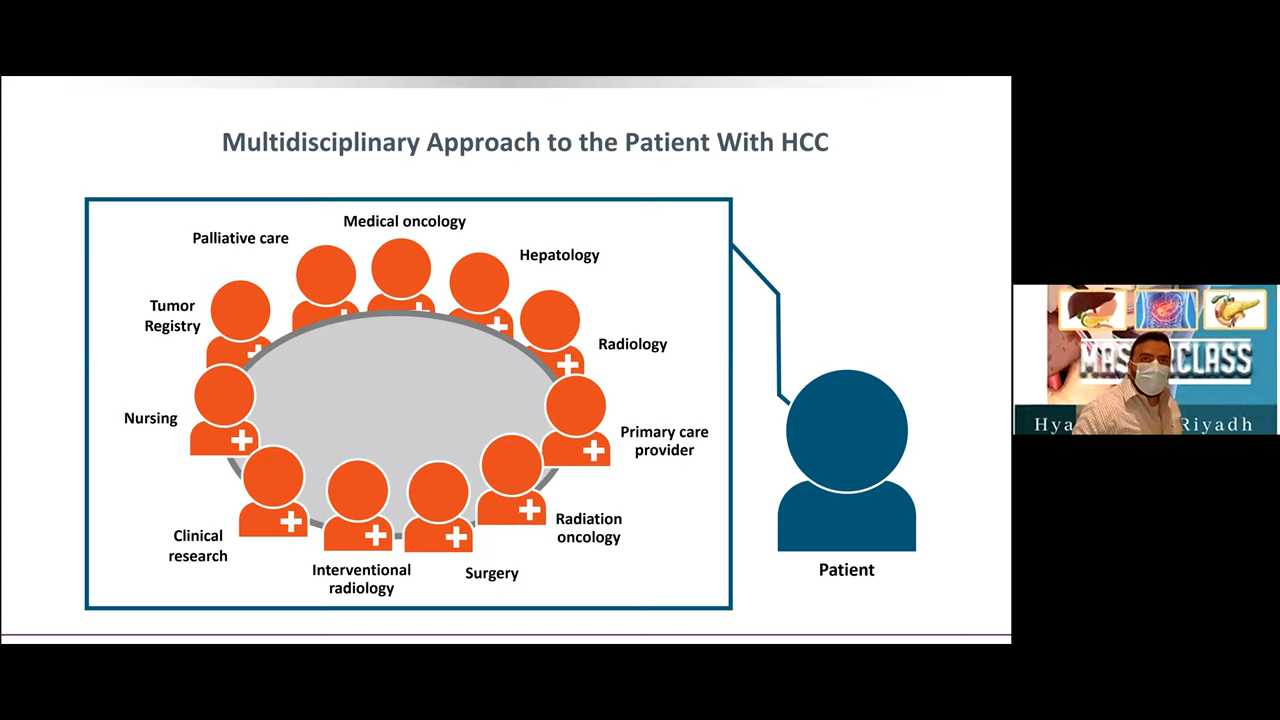 Multidisciplinary Approach to the Patient With HCC
Medical oncology
Palliative care
Hepatology
Tumor
Registry
Radiology
Nursing
Primary care
provider
Radiation
oncology
Clinical
research
Interventional
radiology
Surgery
Patient
Riyadh